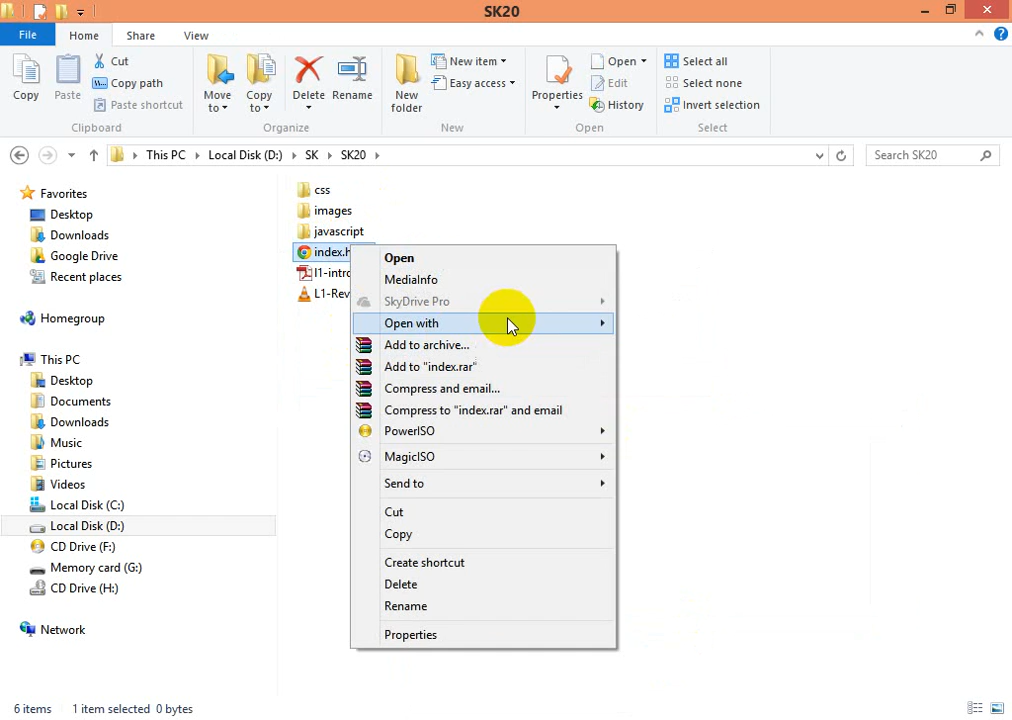 SK20
File Home Share View
Copy
Paste
Cut
Copy path
Paste shortcut
Clipboard
Move to
Copy to
Delete
Rename
Organize
New folder
New item
Easy access
New
Properties
Open
Edit
History
Open
Select all
Select none
Invert selection
Select
This PC Local Disk (D:) SK SK20
Search SK20
Favorites
Desktop
Downloads
Google Drive
Recent places
Homegroup
This PC
Desktop
Documents
Downloads
Music
Pictures
Videos
Local Disk (C:)
Local Disk (D:)
CD Drive (F:)
Memory card (G:)
CD Drive (H:)
Network
css
images
javascript
index.h
l1-intro
L1-Rev
Open
MediaInfo
SkyDrive Pro
Open with
Add to archive...
Add to "index.rar"
Compress and email...
Compress to "index.rar" and email
PowerISO
MagicISO
Send to
Cut
Copy
Create shortcut
Delete
Rename
Properties
6 items 1 item selected 0 bytes